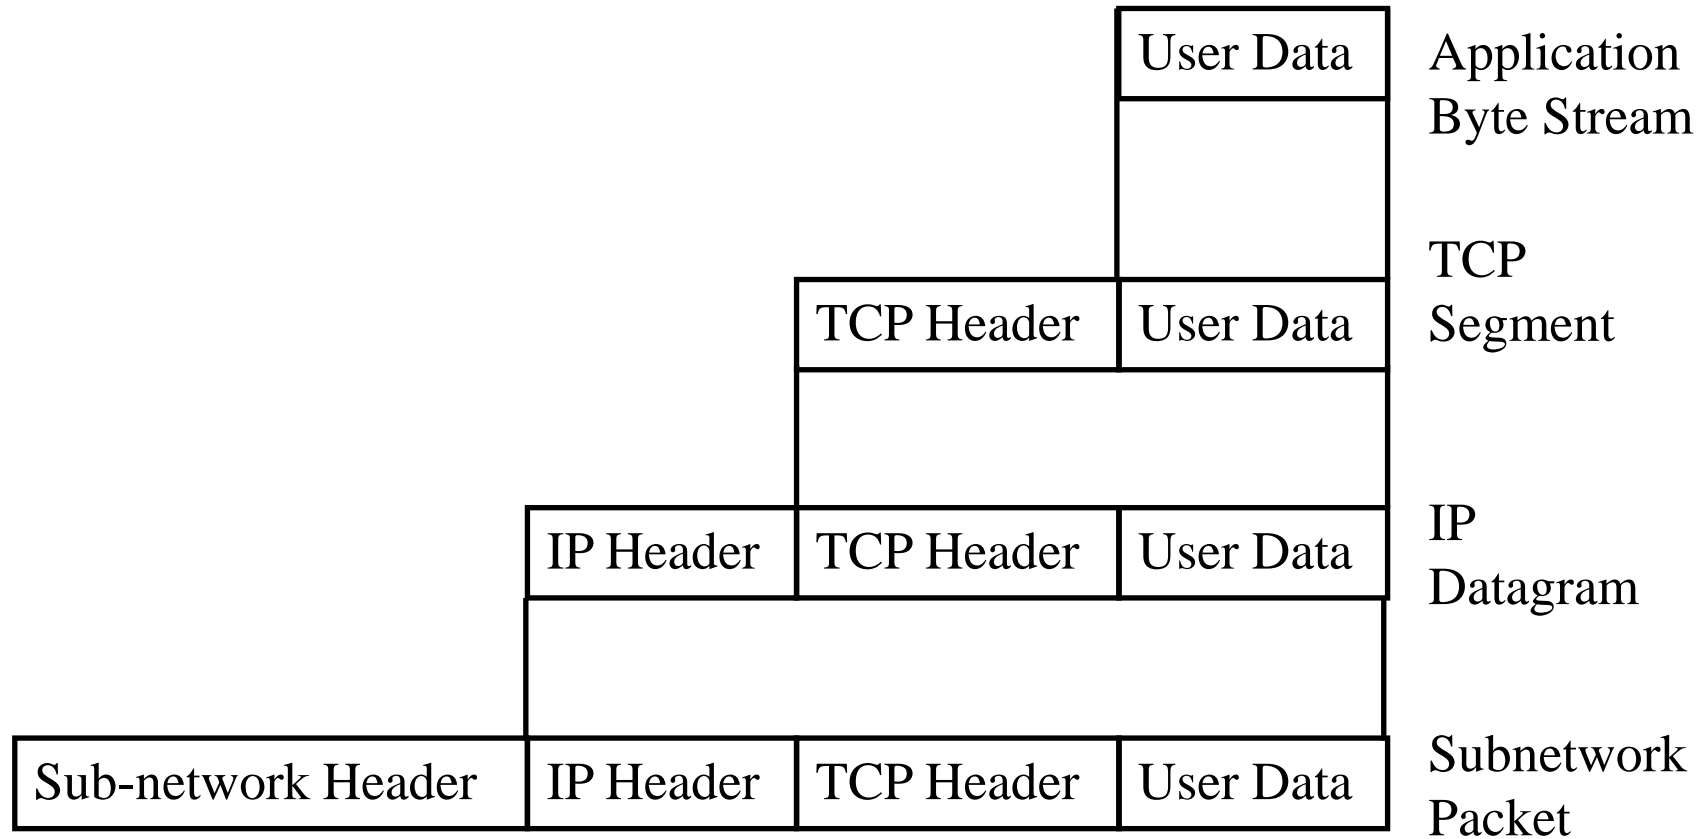 User Data
Application
Byte Stream
TCP
Segment
TCP Header User Data
IP
Datagram
IP Header TCP Header User Data
Subnetwork
Packet
Sub-network Header IP Header TCP Header User Data